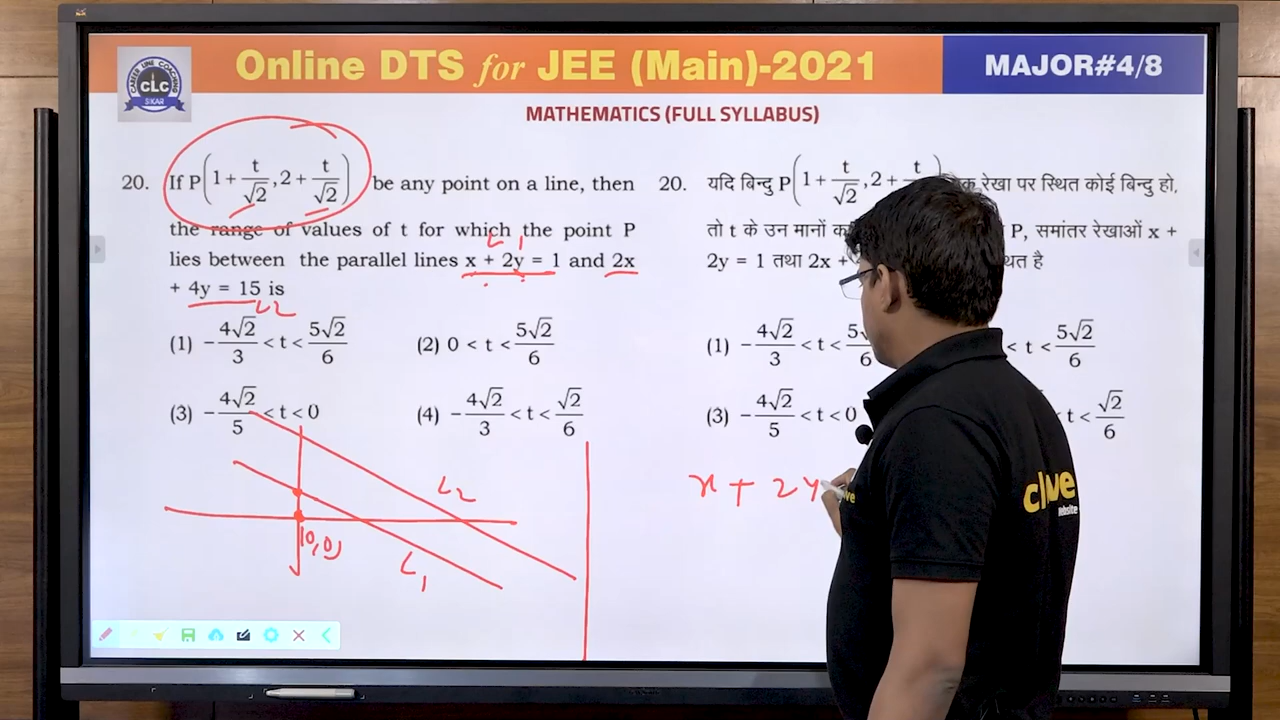 CAREER LINE COACHING
CLC
SIKAR
Online DTS for JEE (Main)-2021
MAJOR#4/8
MATHEMATICS (FULL SYLLABUS)
20. If P(1 + t/√2, 2 + t/√2) be any point on a line, then
the range of values of t for which the point P
lies between the parallel lines x + 2y = 1 and 2x
+ 4y = 15 is
L1
L2
(1) -4√2/3 < t < 5√2/6 (2) 0 < t < 5√2/6
(3) -4√2/5 < t < 0 (4) -4√2/3 < t < √2/6
L2
(0,0)
L1
20. यदि बिन्दु P(1 + t/√2, 2 + t रेखा पर स्थित कोई बिन्दु हो,
तो t के उन मानों P, समांतर रेखाओं x +
2y = 1 तथा 2x + है
(1) -4√2/3 < t < < t < 5√2/6
(3) -4√2/5 < t < 0 t < √2/6
x + 2y